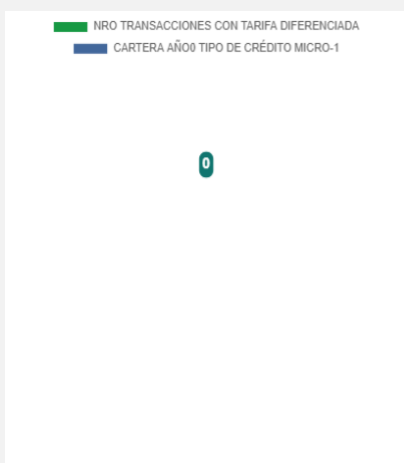 NRO TRANSACCIONES CON TARIFA DIFERENCIADA
CARTERA AÑO0 TIPO DE CRÉDITO MICRO-1
0